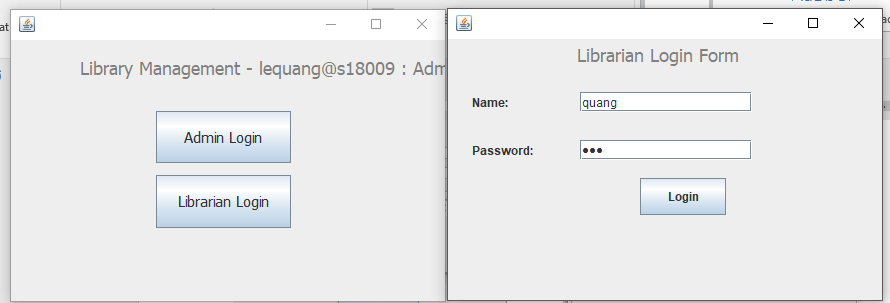 Library Management - lequang@s18009 : Adm
Admin Login
Librarian Login
Librarian Login Form
Name:
quang
Password:
●●●
Login